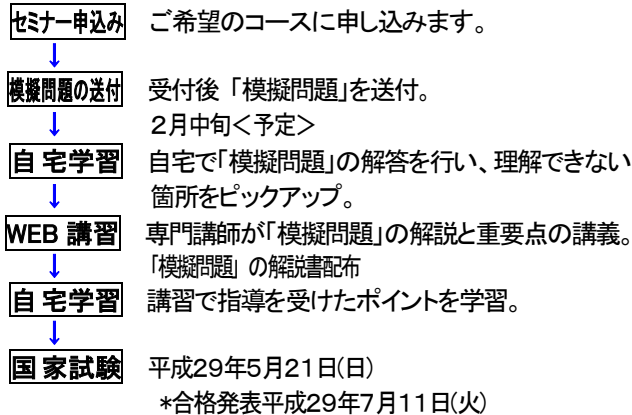 セミナー申込み ご希望のコースに申し込みます。
↓
模擬問題の送付 受付後「模擬問題」を送付。
↓ 2月中旬<予定>
自宅学習 自宅で「模擬問題」の解答を行い、理解できない
↓ 箇所をピックアップ。
WEB 講習 専門講師が「模擬問題」の解説と重要点の講義。
↓ 「模擬問題」の解説書配布
自宅学習 講習で指導を受けたポイントを学習。
↓
国家試験 平成29年5月21日(日)
*合格発表平成29年7月11日(火)